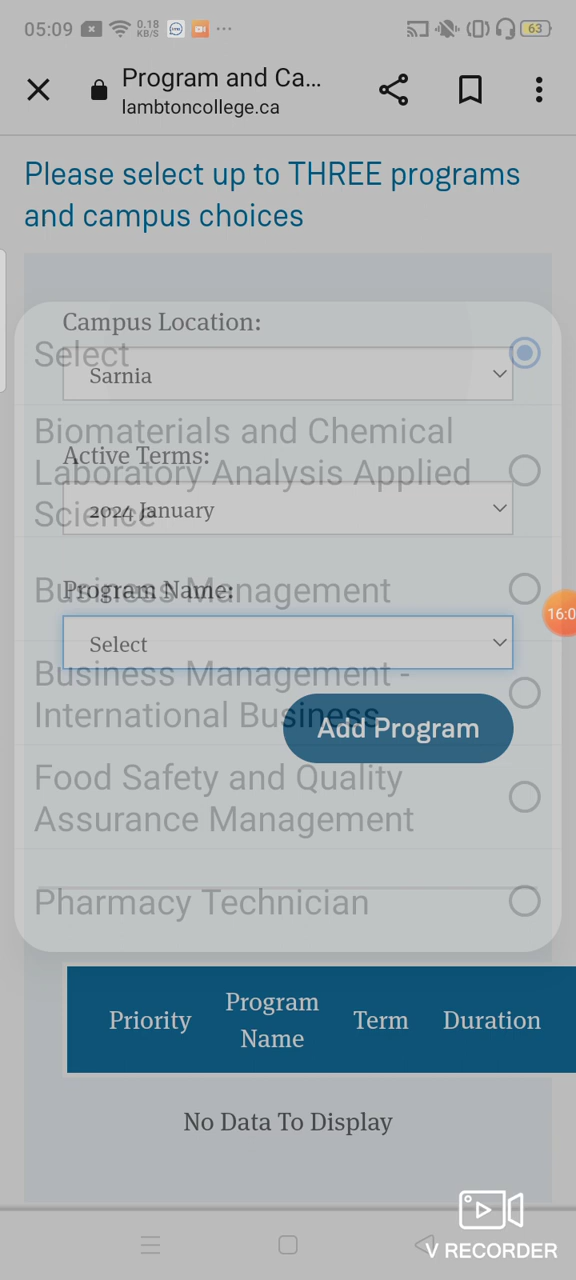 05:09
0.18
KB/S
63
Program and Ca...
lambtoncollege.ca
Please select up to THREE programs
and campus choices
Campus Location:
Select
Sarnia
Biomaterials and Chemical
Active Terms:
Laboratory Analysis Applied
Science
2024 January
Business Management
Program Name:
16:0
Select
Business Management -
International Business
Add Program
Food Safety and Quality
Assurance Management
Pharmacy Technician
Priority
Program
Name
Term
Duration
No Data To Display
V RECORDER